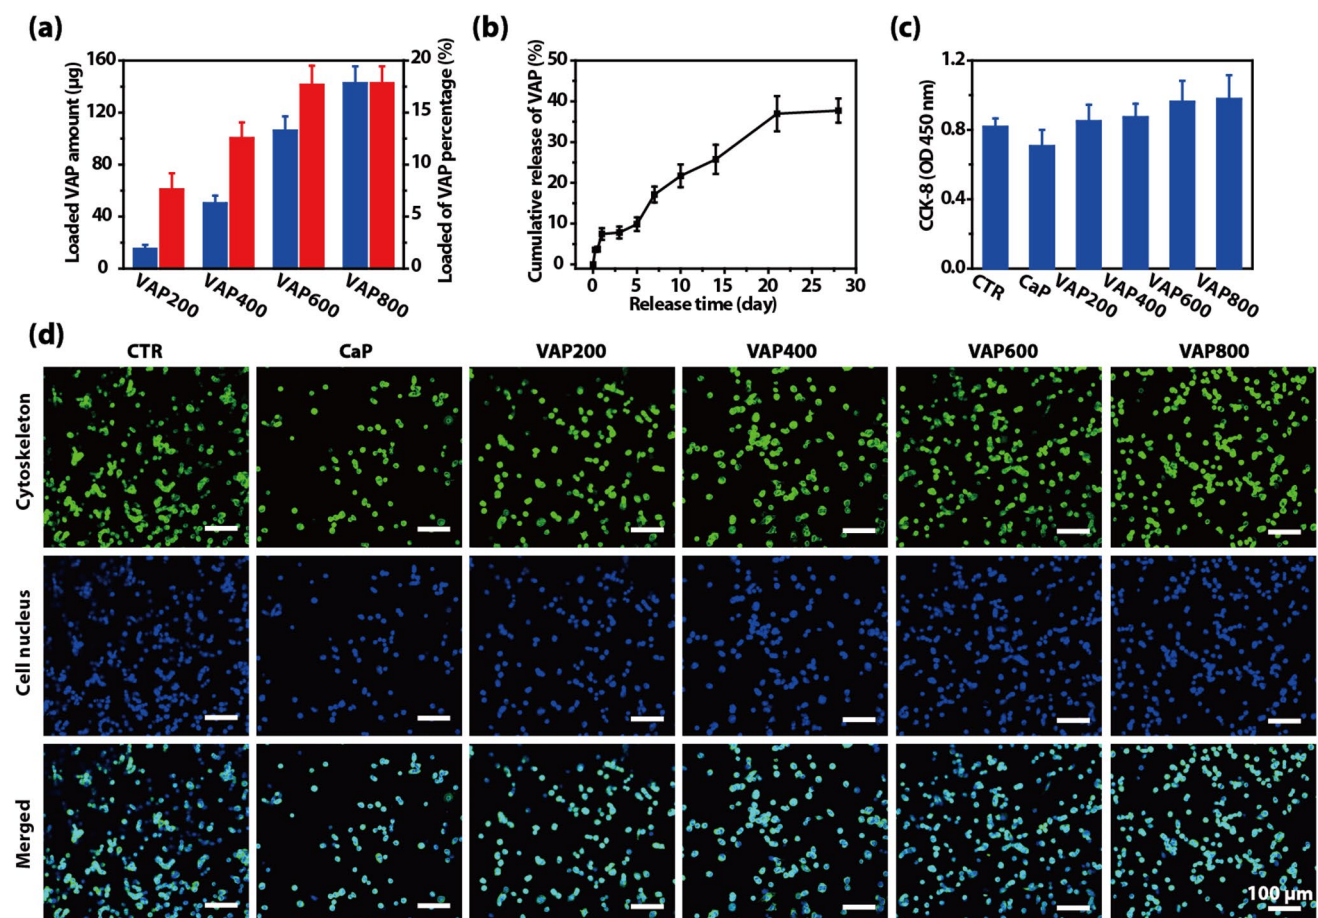 (a)
Loaded VAP amount (μg)
160
120
80
40
0
Loaded of VAP percentage (%)
20
15
10
5
0
VAP200
VAP400
VAP600
VAP800
(b)
Cumulative release of VAP (%)
50
40
30
20
10
0
0
5
10
15
20
25
30
Release time (day)
(c)
CCK-8 (OD 450 nm)
1.2
0.8
0.4
0.0
CTR
CaP
VAP200
VAP400
VAP600
VAP800
(d)
CTR
CaP
VAP200
VAP400
VAP600
VAP800
Cytoskeleton
Cell nucleus
Merged
100 μm